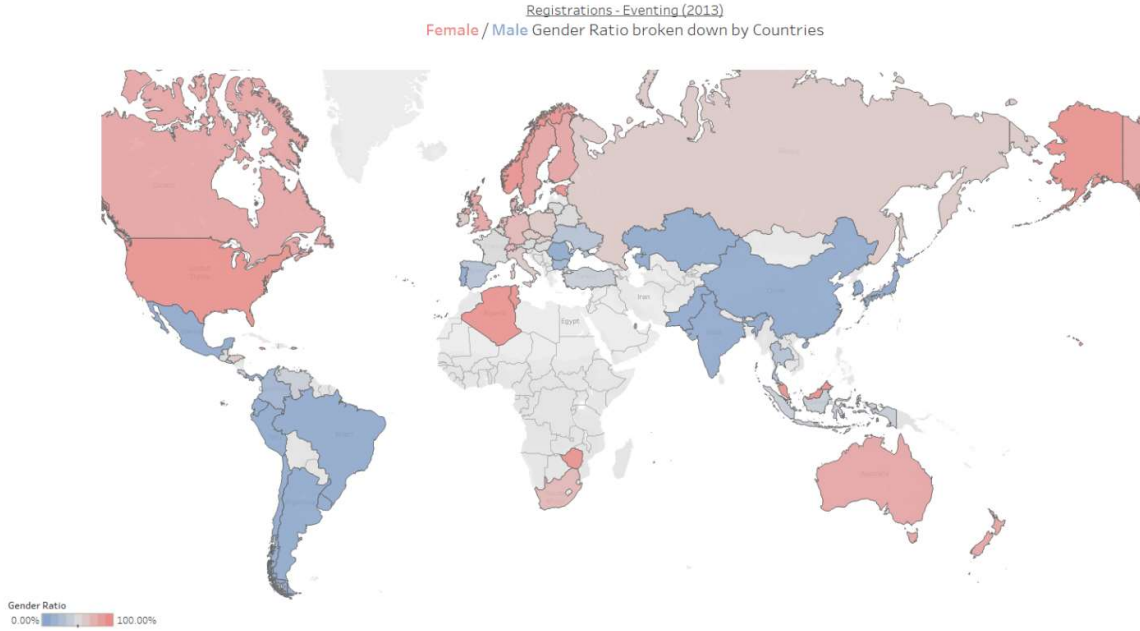 Registrations - Eventing (2013)
Female / Male Gender Ratio broken down by Countries
Iran
Egypt
Gender Ratio
0.00% 100.00%